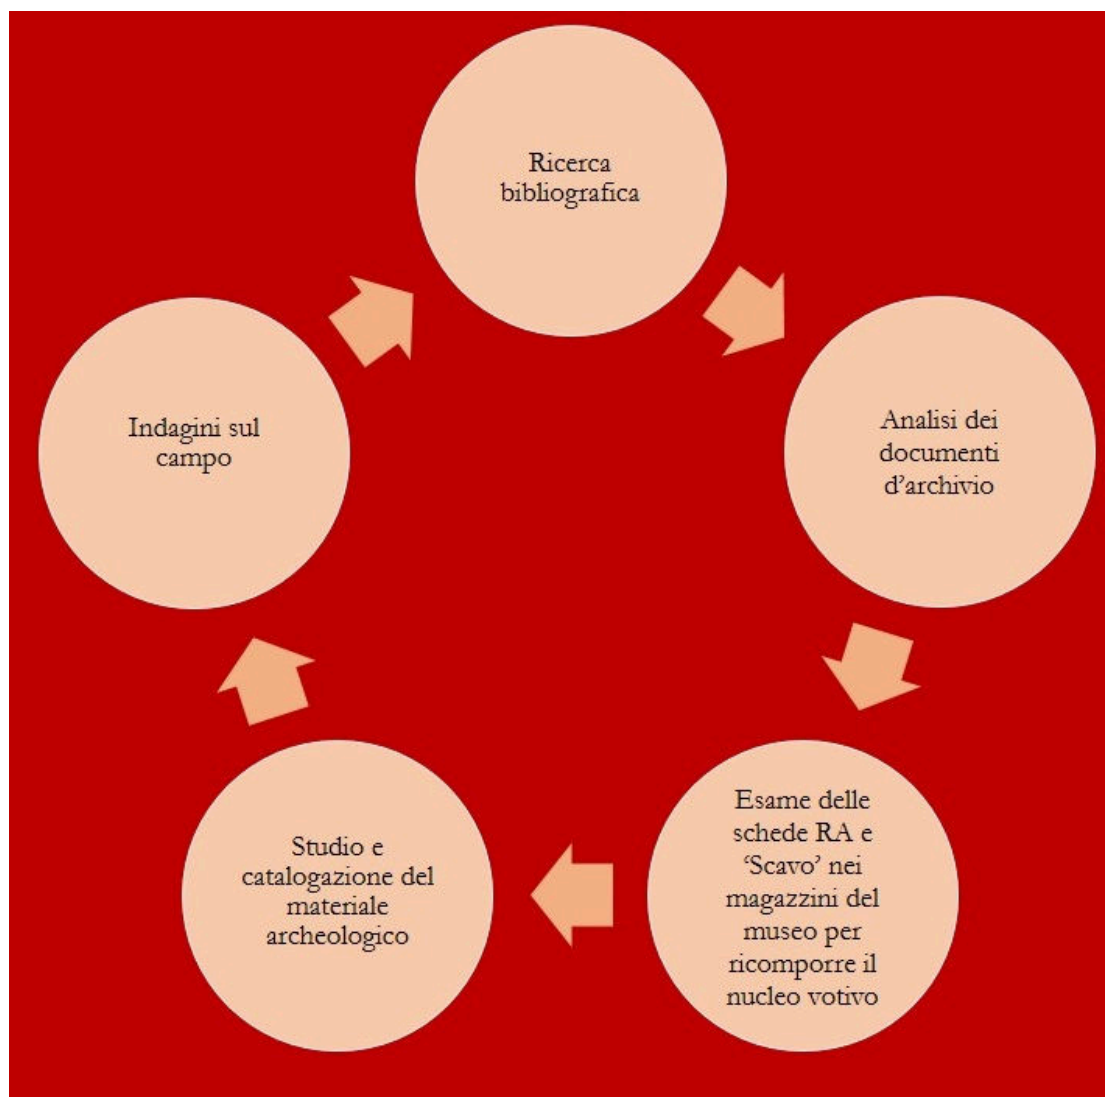 Ricerca
bibliografica
Analisi dei
documenti
d’archivio
Esame delle
schede RA e
‘Scavo’ nei
magazzini del
museo per
ricomporre il
nucleo votivo
Studio e
catalogazione del
materiale
archeologico
Indagini sul
campo